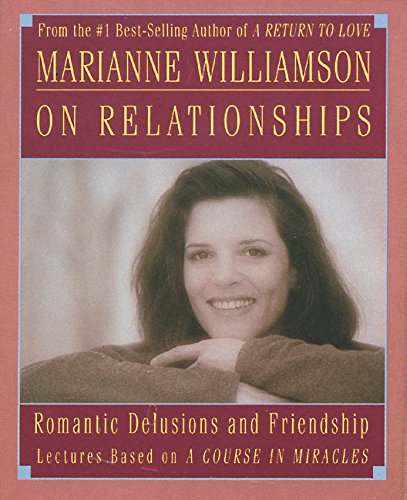 From the #1 Best-Selling Author of A RETURN TO LOVE
MARIANNE WILLIAMSON
ON RELATIONSHIPS
Romantic Delusions and Friendship
Lectures Based on A COURSE IN MIRACLES